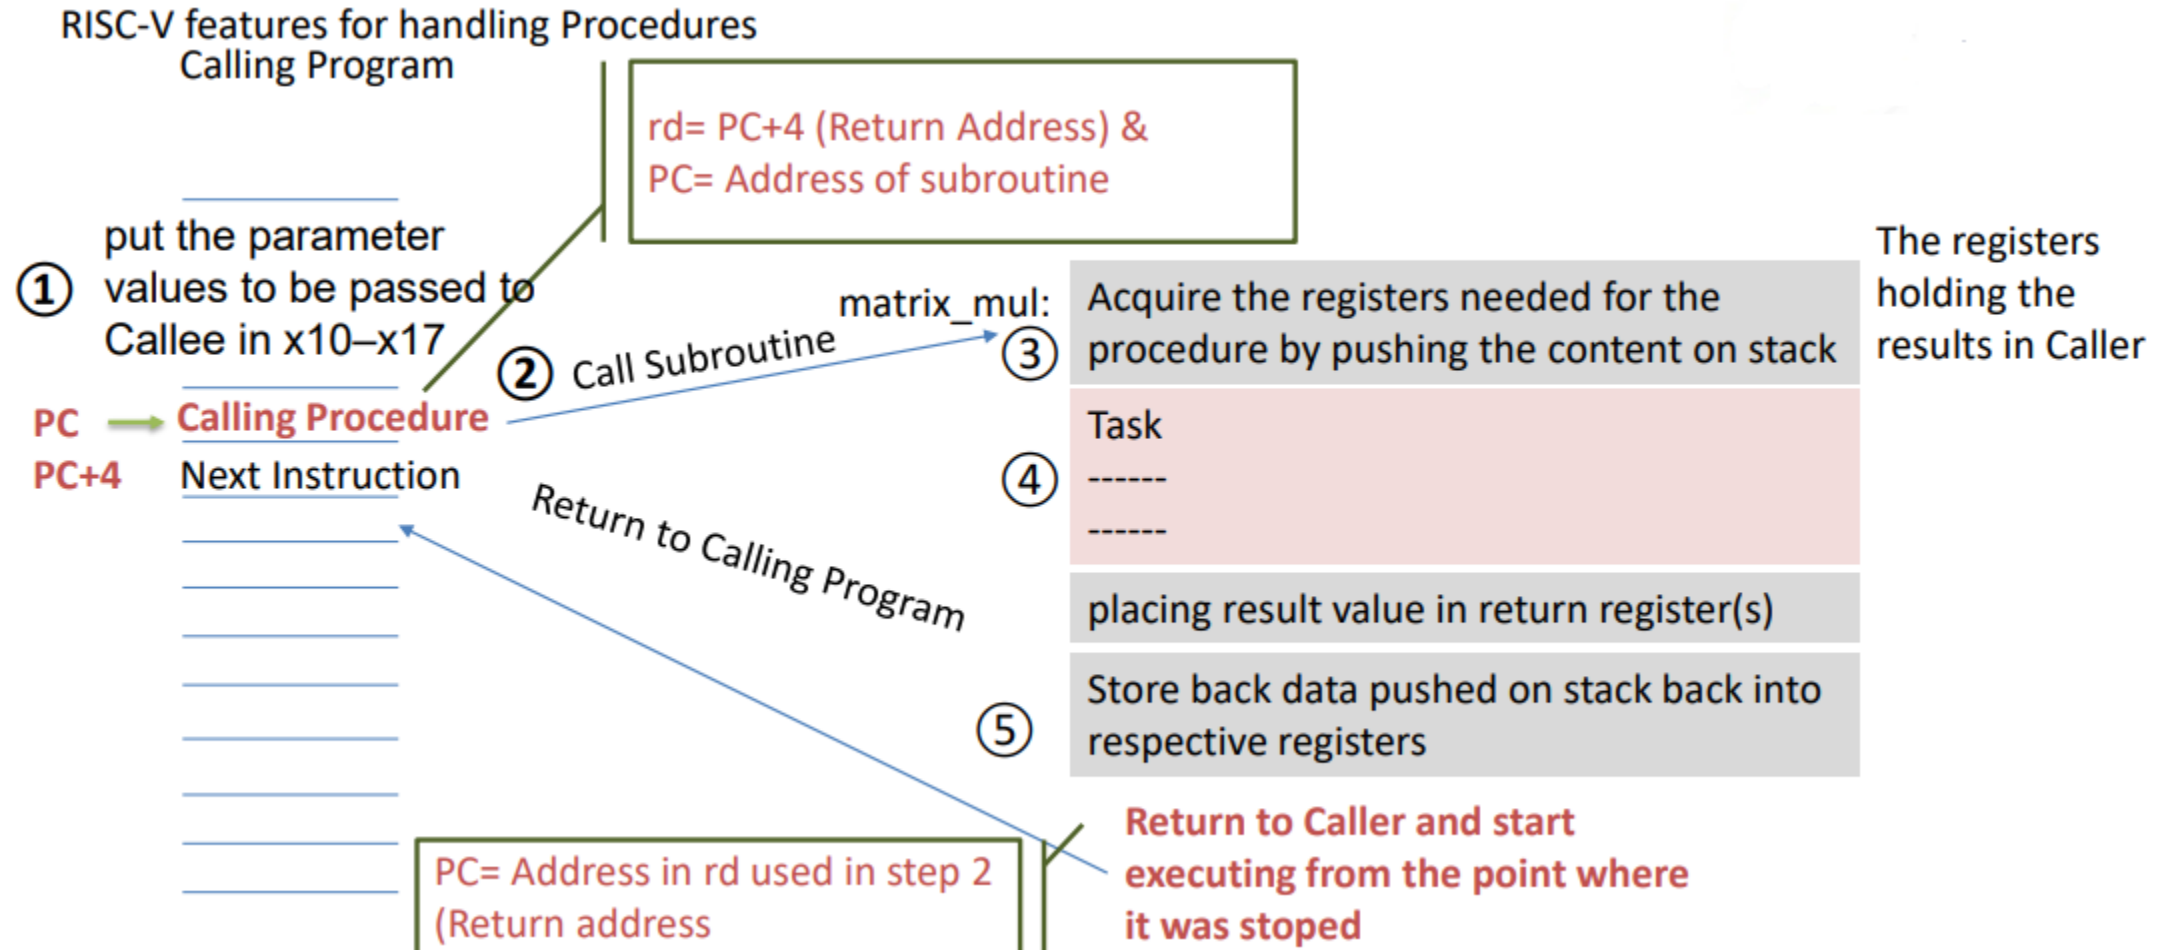 RISC-V features for handling Procedures
Calling Program
rd= PC+4 (Return Address) &
PC= Address of subroutine
①
put the parameter
values to be passed to
Callee in x10–x17
② Call Subroutine
matrix_mul:
③
Acquire the registers needed for the
procedure by pushing the content on stack
The registers
holding the
results in Caller
PC
Calling Procedure
PC+4
Next Instruction
Return to Calling Program
④
Task
------
------
placing result value in return register(s)
⑤
Store back data pushed on stack back into
respective registers
Return to Caller and start
executing from the point where
it was stoped
PC= Address in rd used in step 2
(Return address